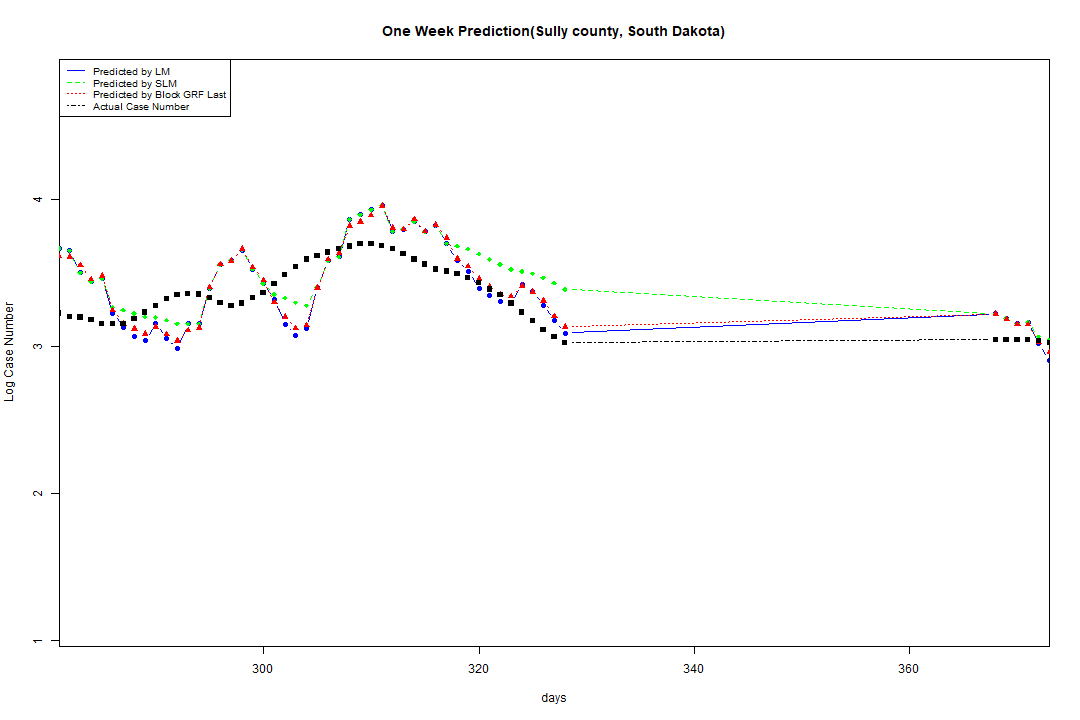 One Week Prediction(Sully county, South Dakota)
Predicted by LM
Predicted by SLM
Predicted by Block GRF Last
Actual Case Number
4
3
2
1
Log Case Number
300
320
340
360
days